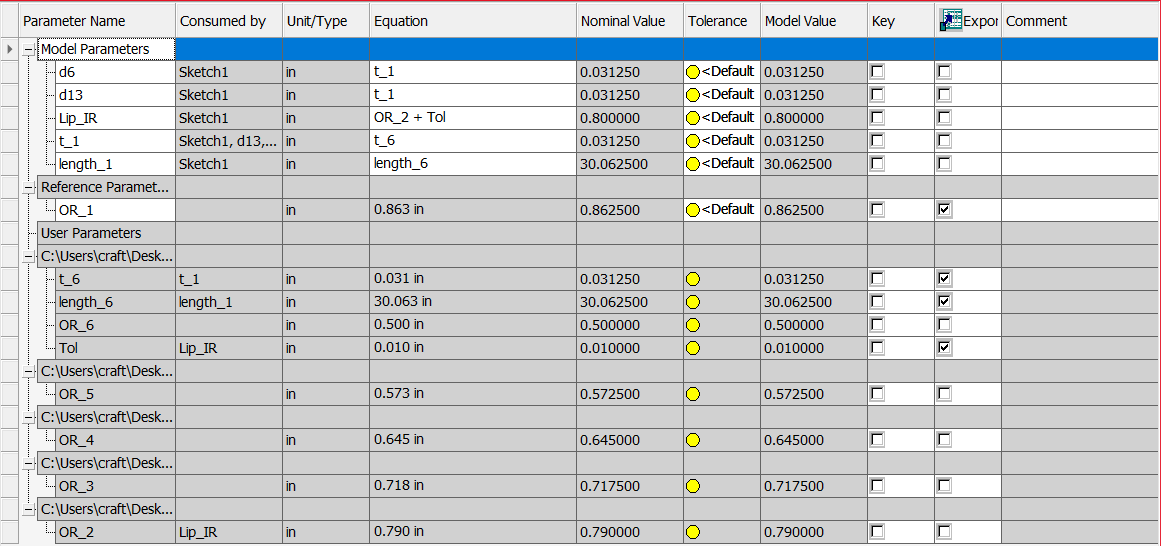 Parameter Name Consumed by Unit/Type Equation Nominal Value Tolerance Model Value Key Expor Comment
Model Parameters
d6 Sketch1 in t_1 0.031250 <Default 0.031250
d13 Sketch1 in t_1 0.031250 <Default 0.031250
Lip_IR Sketch1 in OR_2 + Tol 0.800000 <Default 0.800000
t_1 Sketch1, d13,... in t_6 0.031250 <Default 0.031250
length_1 Sketch1 in length_6 30.062500 <Default 30.062500
Reference Paramet...
OR_1 in 0.863 in 0.862500 <Default 0.862500
User Parameters
C:\Users\craft\Desk...
t_6 t_1 in 0.031 in 0.031250 0.031250
length_6 length_1 in 30.063 in 30.062500 30.062500
OR_6 in 0.500 in 0.500000 0.500000
Tol Lip_IR in 0.010 in 0.010000 0.010000
C:\Users\craft\Desk...
OR_5 in 0.573 in 0.572500 0.572500
C:\Users\craft\Desk...
OR_4 in 0.645 in 0.645000 0.645000
C:\Users\craft\Desk...
OR_3 in 0.718 in 0.717500 0.717500
C:\Users\craft\Desk...
OR_2 Lip_IR in 0.790 in 0.790000 0.790000